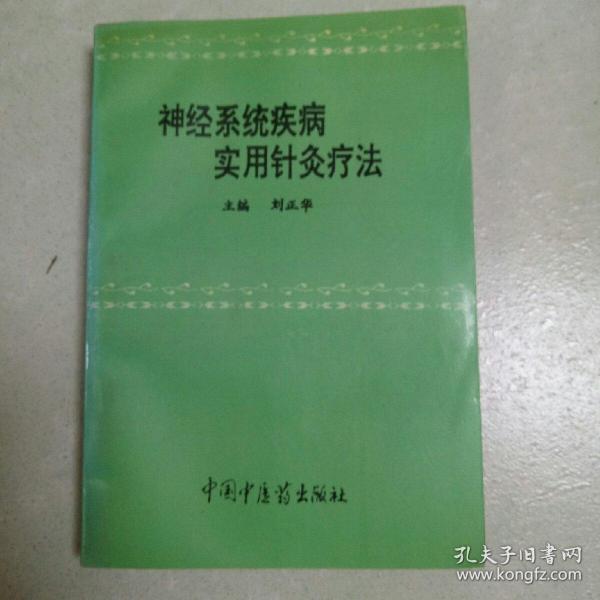 神经系统疾病
实用针灸疗法
主编 刘正华
中国中医药出版社
孔夫子旧书网
www.kongfz.com